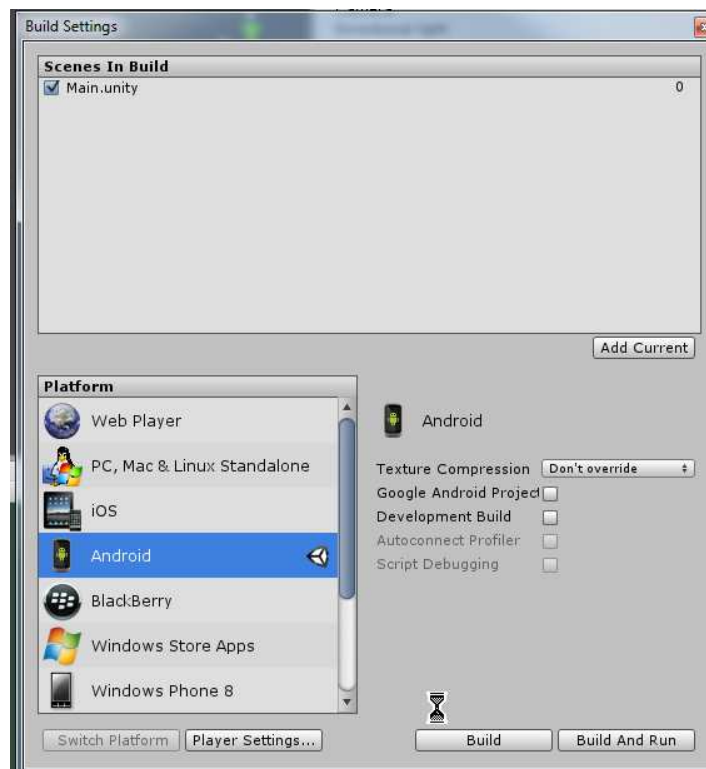 Build Settings
Scenes In Build
Main.unity 0
Add Current
Platform
Web Player
PC, Mac & Linux Standalone
iOS
Android
BlackBerry
Windows Store Apps
Windows Phone 8
Android
Texture Compression Don't override
Google Android Project
Development Build
Autoconnect Profiler
Script Debugging
Switch Platform Player Settings... Build Build And Run